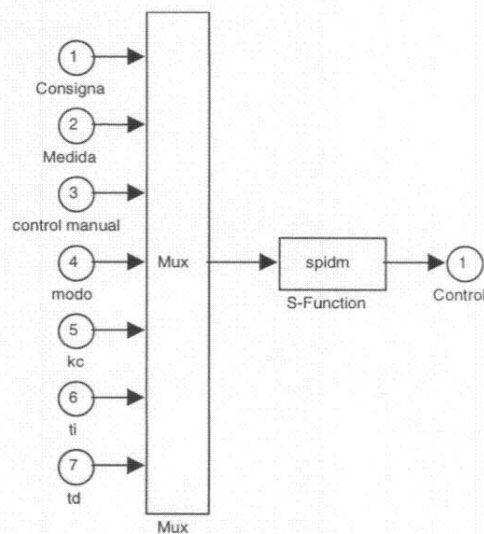 1
Consigna
2
Medida
3
control manual
4
modo
5
kc
6
ti
7
td
Mux
Mux
spidm
S-Function
1
Control